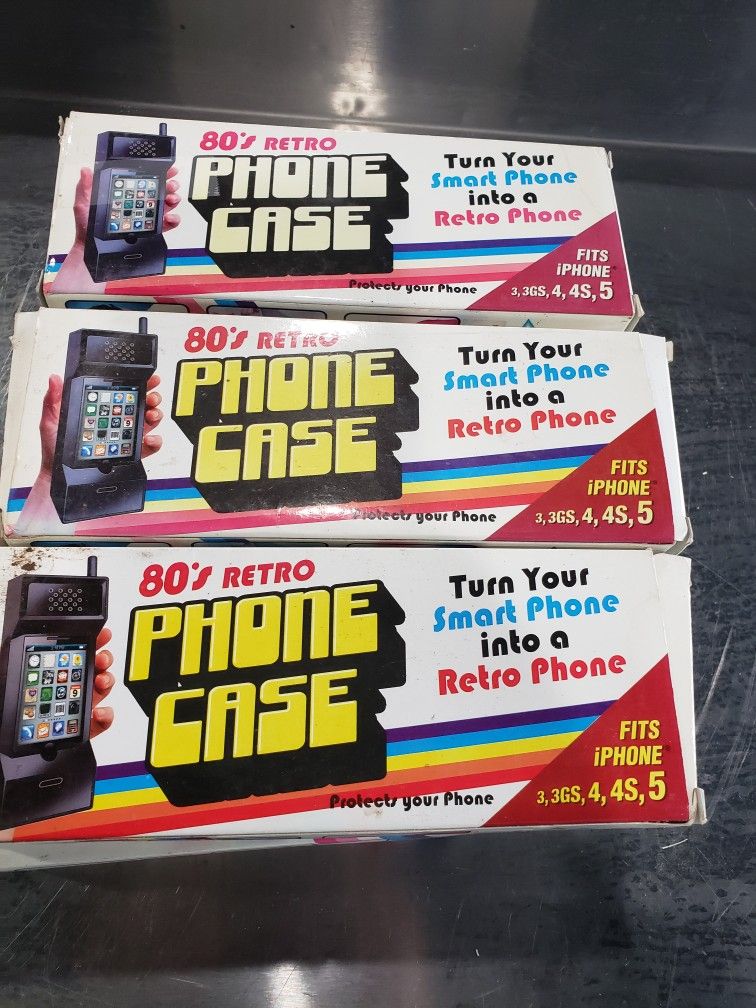 80's RETRO
PHONE
CASE
Turn Your
Smart Phone
into a
Retro Phone
Protects your Phone
FITS
iPHONE
3, 3GS, 4, 4S, 5
80's RETRO
PHONE
CASE
Turn Your
Smart Phone
into a
Retro Phone
Protects your Phone
FITS
iPHONE
3, 3GS, 4, 4S, 5
80's RETRO
PHONE
CASE
Turn Your
Smart Phone
into a
Retro Phone
Protects your Phone
FITS
iPHONE
3, 3GS, 4, 4S, 5